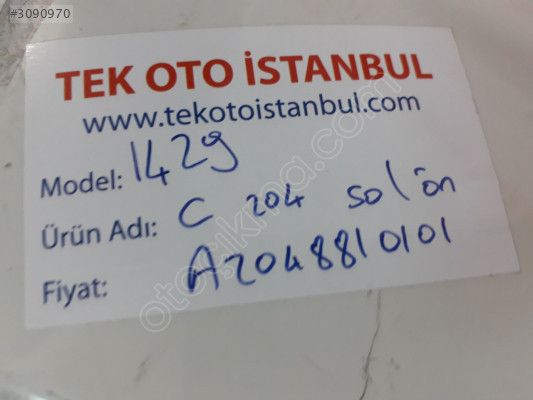 #3090970
TEK OTO İSTANBUL
www.tekotoistanbul.com
Model: 1429
Ürün Adı: C 204 sol ön
Fiyat: A2048810101